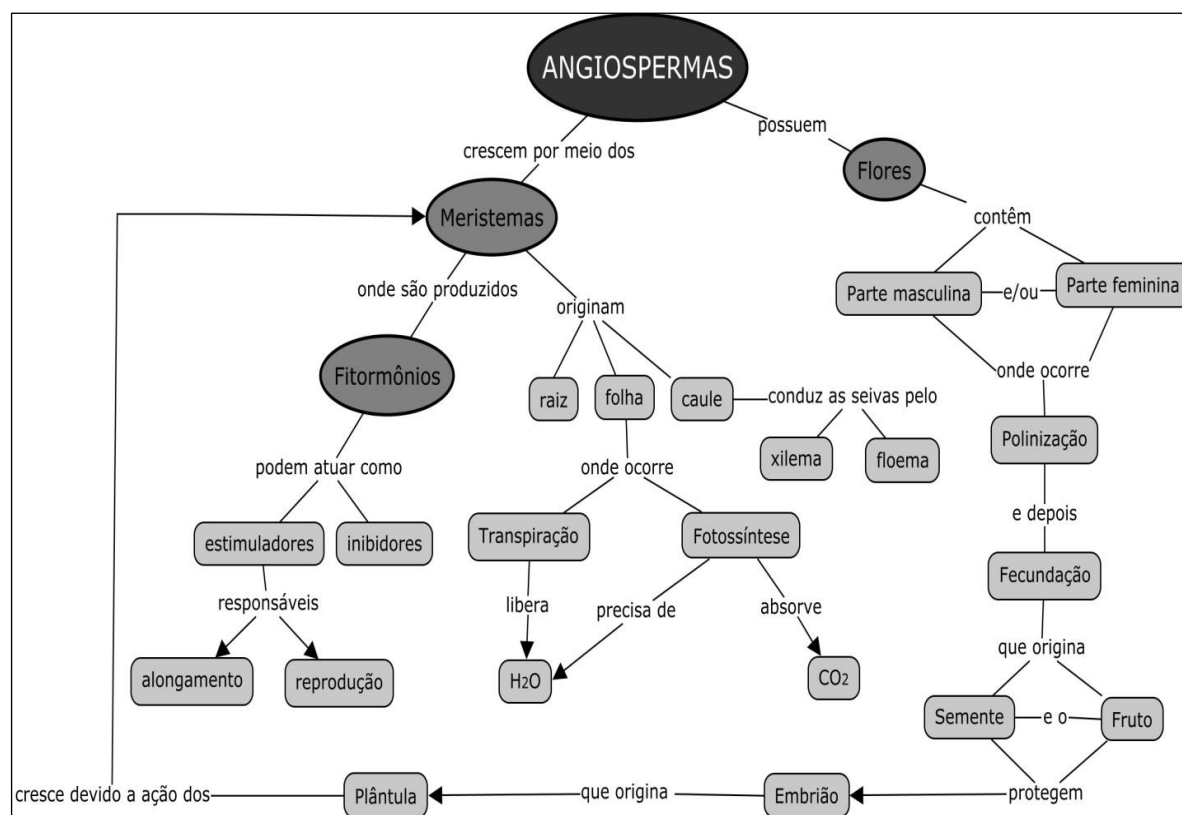 ANGIOSPERMAS
possuem
crescem por meio dos
Flores
Meristemas
contêm
onde são produzidos
Parte masculina
e/ou
Parte feminina
originam
Fitormônios
onde ocorre
raiz
folha
caule
conduz as seivas pelo
Polinização
xilema
floema
podem atuar como
onde ocorre
e depois
estimuladores
inibidores
Transpiração
Fotossíntese
Fecundação
responsáveis
libera
precisa de
absorve
que origina
alongamento
reprodução
H2O
CO2
Semente
e o
Fruto
cresce devido a ação dos
Plântula
que origina
Embrião
protegem